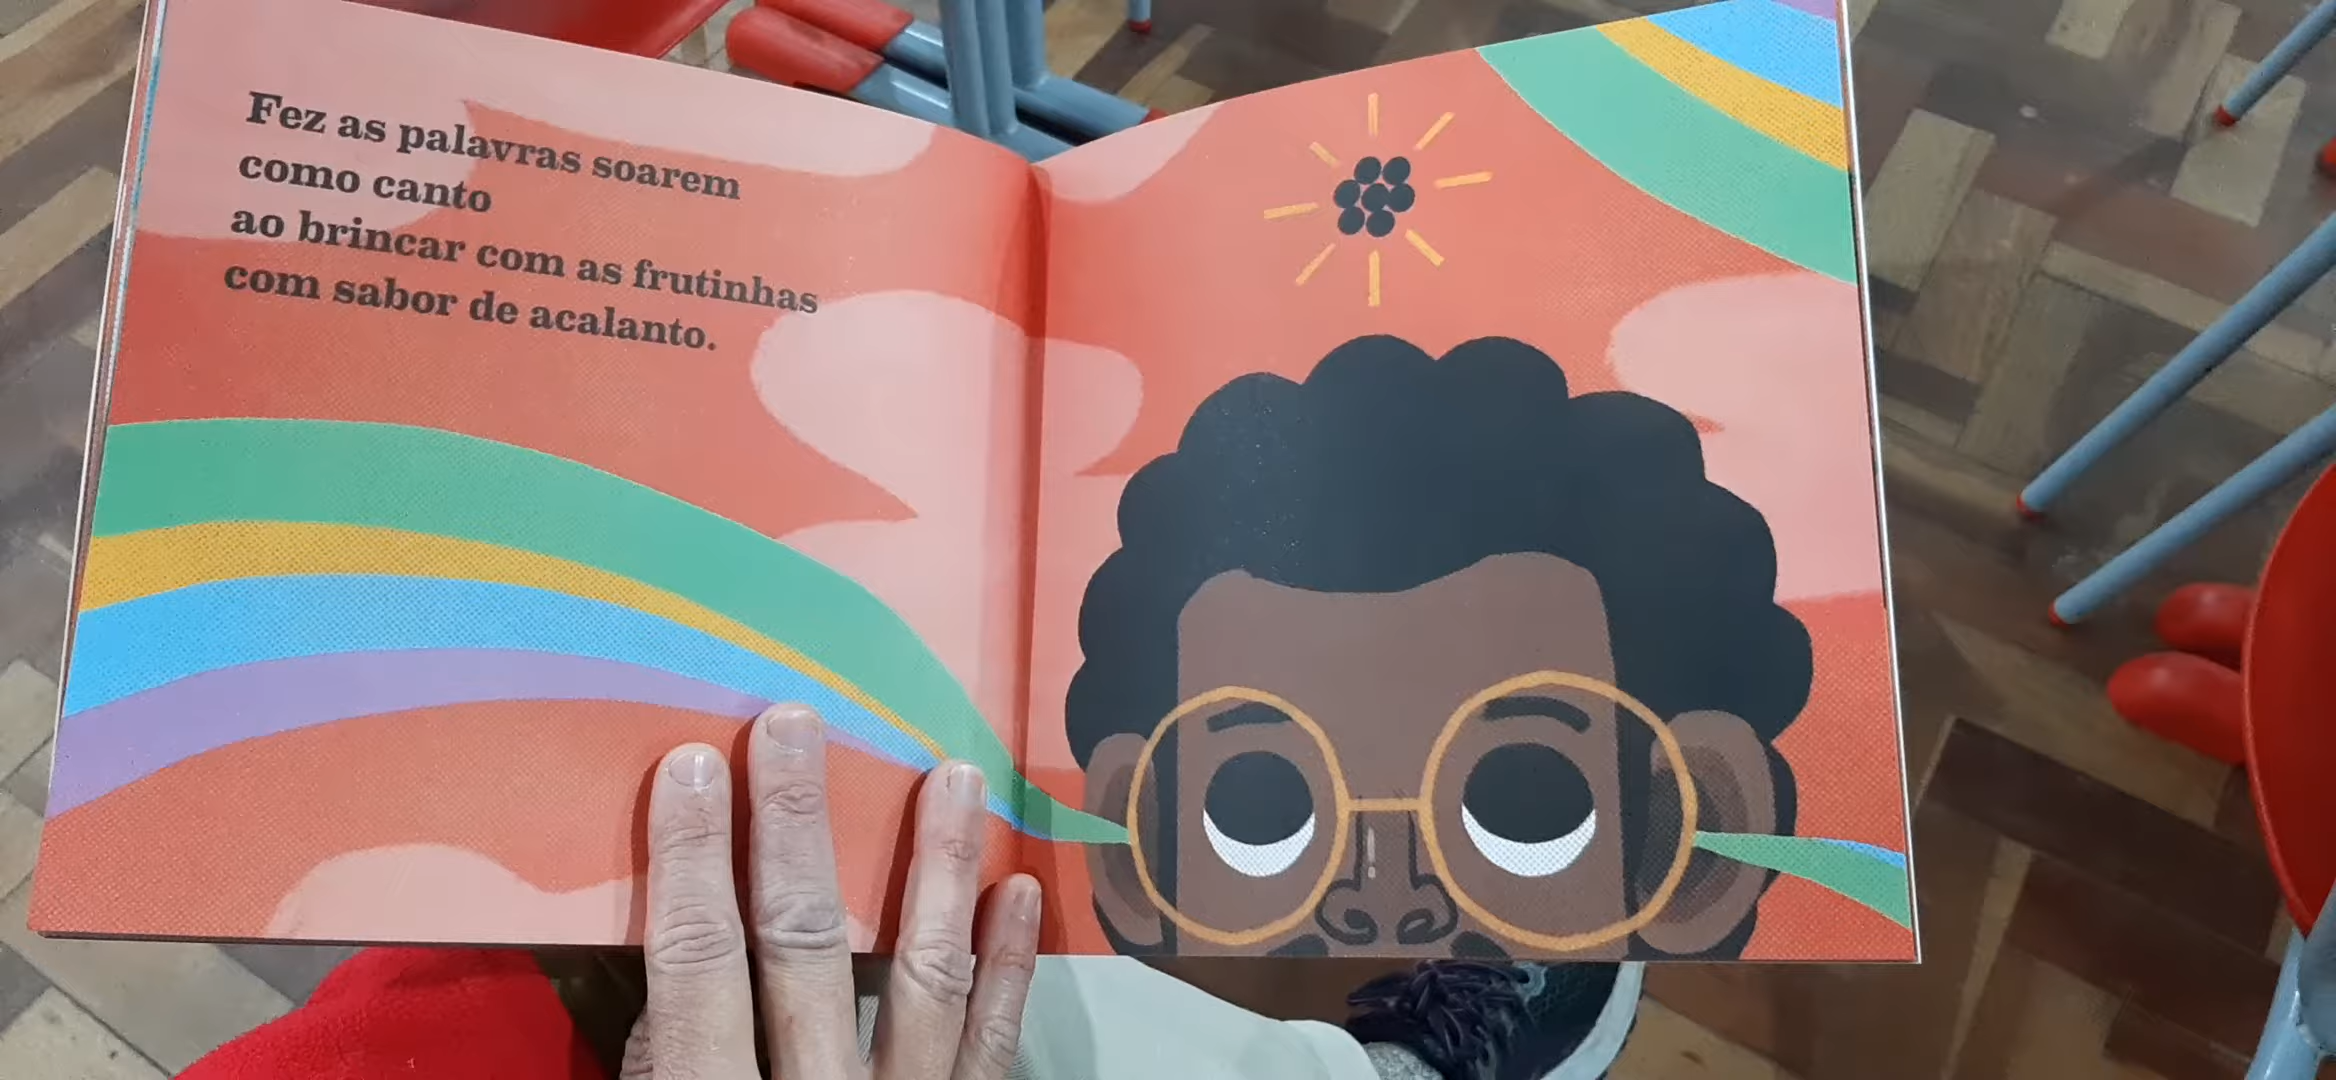 Fez as palavras soarem
como canto
ao brincar com as frutinhas
com sabor de acalanto.